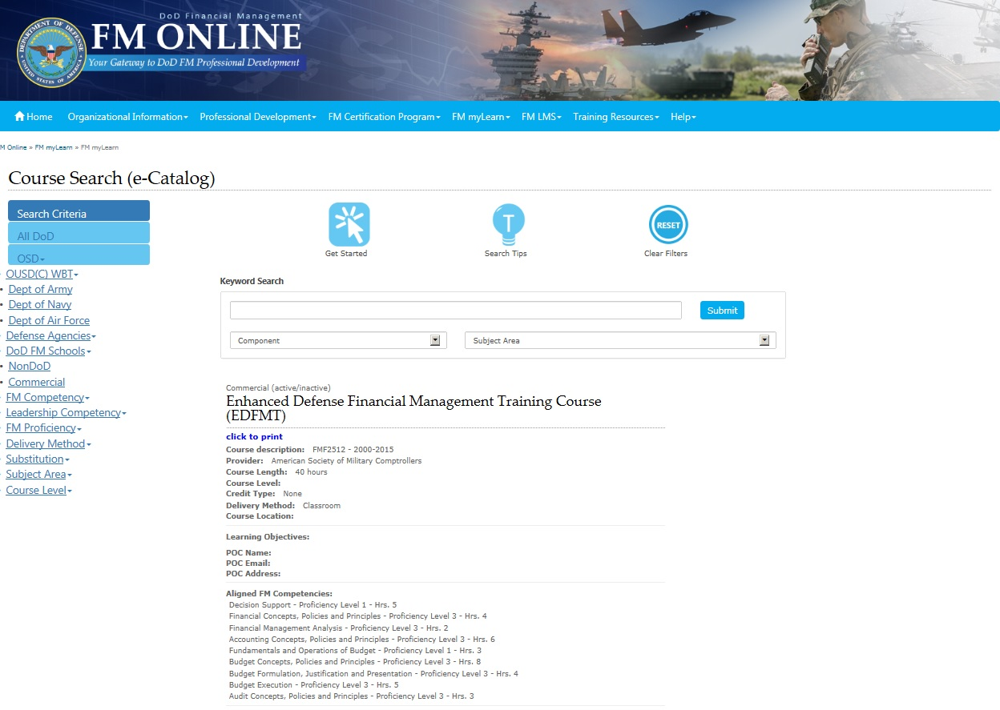 DoD Financial Management
FM ONLINE
Your Gateway to DoD FM Professional Development
DEPARTMENT OF DEFENSE
UNITED STATES OF AMERICA
Home Organizational Information Professional Development FM Certification Program FM myLearn FM LMS Training Resources Help
M Online » FM myLearn » FM myLearn
Course Search (e-Catalog)
Search Criteria
All DoD
OSD
OUSD(C) WBT
Dept of Army
Dept of Navy
Dept of Air Force
Defense Agencies
DoD FM Schools
NonDoD
Commercial
FM Competency
Leadership Competency
FM Proficiency
Delivery Method
Substitution
Subject Area
Course Level
T
RESET
Get Started Search Tips Clear Filters
Keyword Search
Submit
Component Subject Area
Commercial (active/inactive)
Enhanced Defense Financial Management Training Course
(EDFMT)
click to print
Course description: FMF2512 - 2000-2015
Provider: American Society of Military Comptrollers
Course Length: 40 hours
Course Level:
Credit Type: None
Delivery Method: Classroom
Course Location:
Learning Objectives:
POC Name:
POC Email:
POC Address:
Aligned FM Competencies:
Decision Support - Proficiency Level 1 - Hrs. 5
Financial Concepts, Policies and Principles - Proficiency Level 3 - Hrs. 4
Financial Management Analysis - Proficiency Level 3 - Hrs. 2
Accounting Concepts, Policies and Principles - Proficiency Level 3 - Hrs. 6
Fundamentals and Operations of Budget - Proficiency Level 1 - Hrs. 3
Budget Concepts, Policies and Principles - Proficiency Level 3 - Hrs. 8
Budget Formulation, Justification and Presentation - Proficiency Level 3 - Hrs. 4
Budget Execution - Proficiency Level 3 - Hrs. 5
Audit Concepts, Policies and Principles - Proficiency Level 3 - Hrs. 3